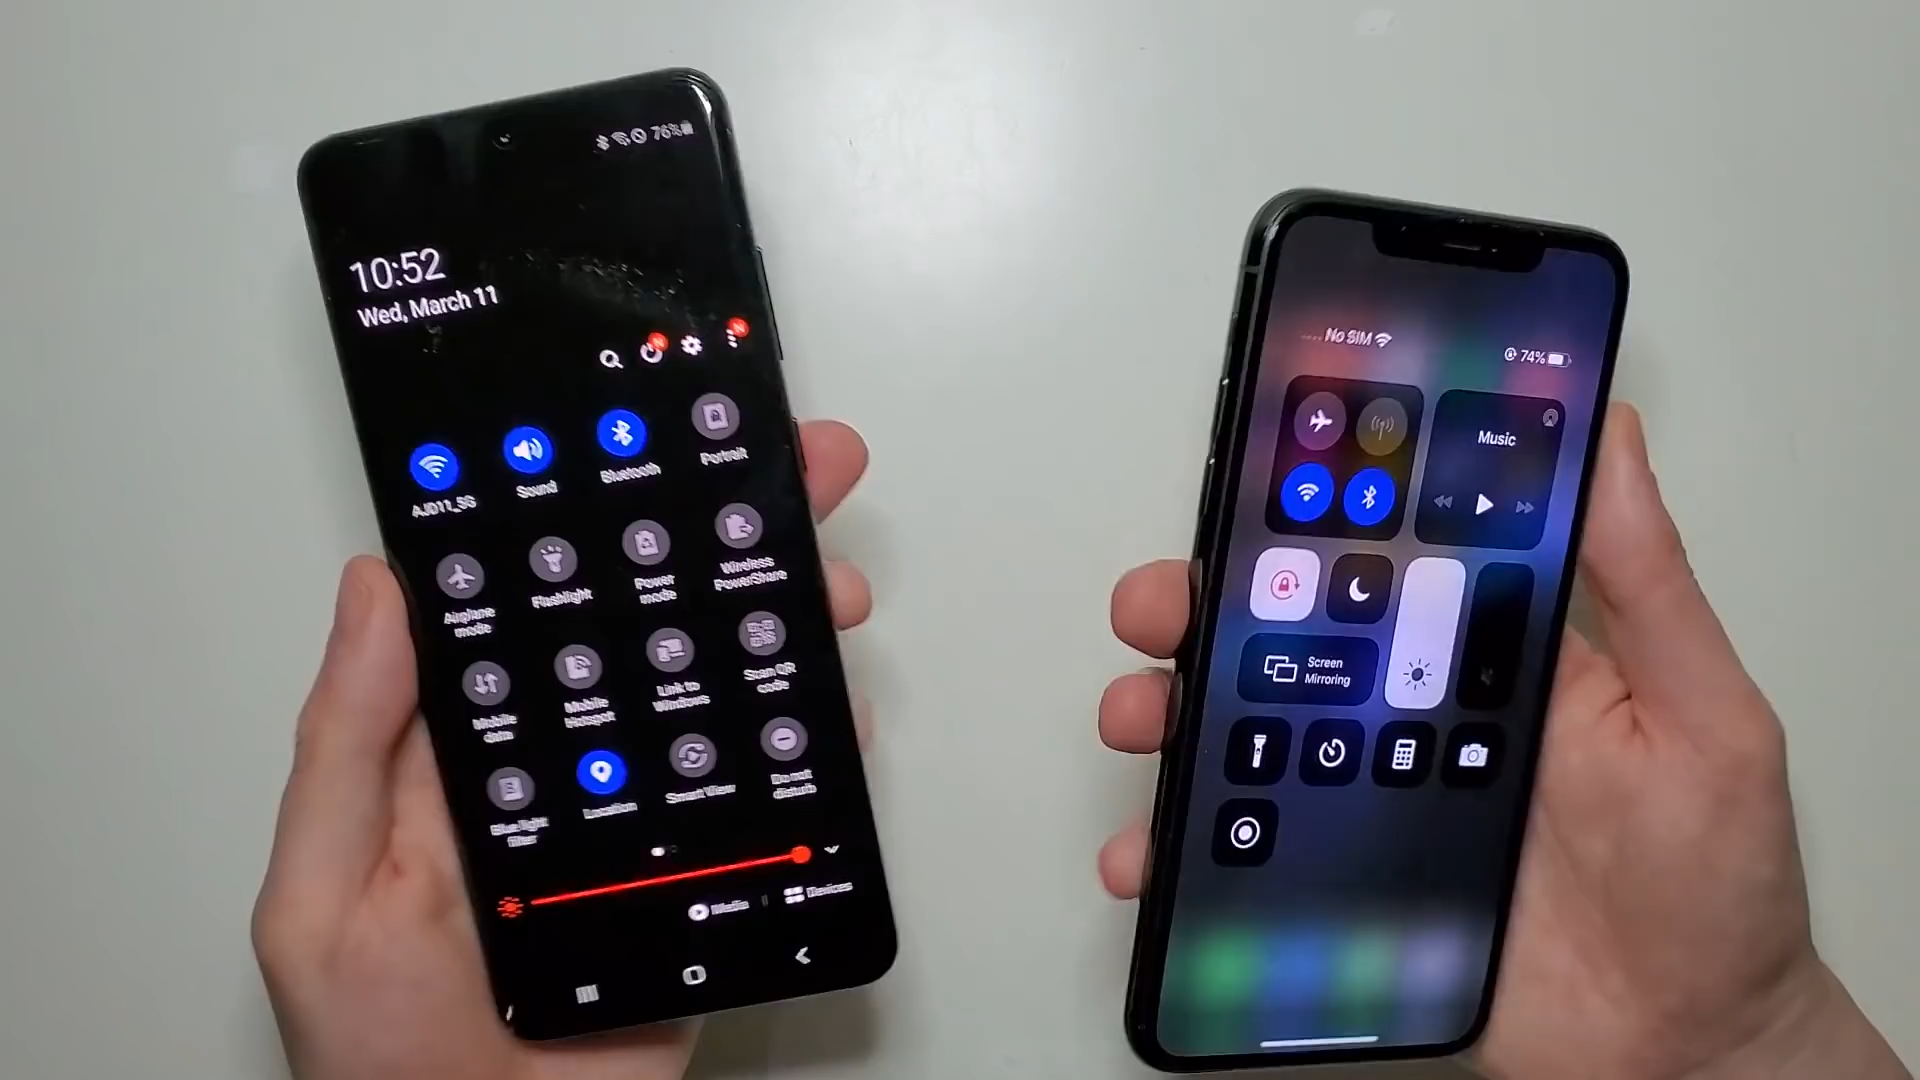 76%
10:52
Wed, March 11
N
N
AJD11_5G
Sound
Bluetooth
Portrait
Airplane
mode
Flashlight
Power
mode
Wireless
PowerShare
Mobile
data
Mobile
Hotspot
Link to
Windows
Scan QR
code
Blue light
filter
Location
Smart View
Do not
disturb
Media
Devices
No SIM
74%
Music
Screen
Mirroring